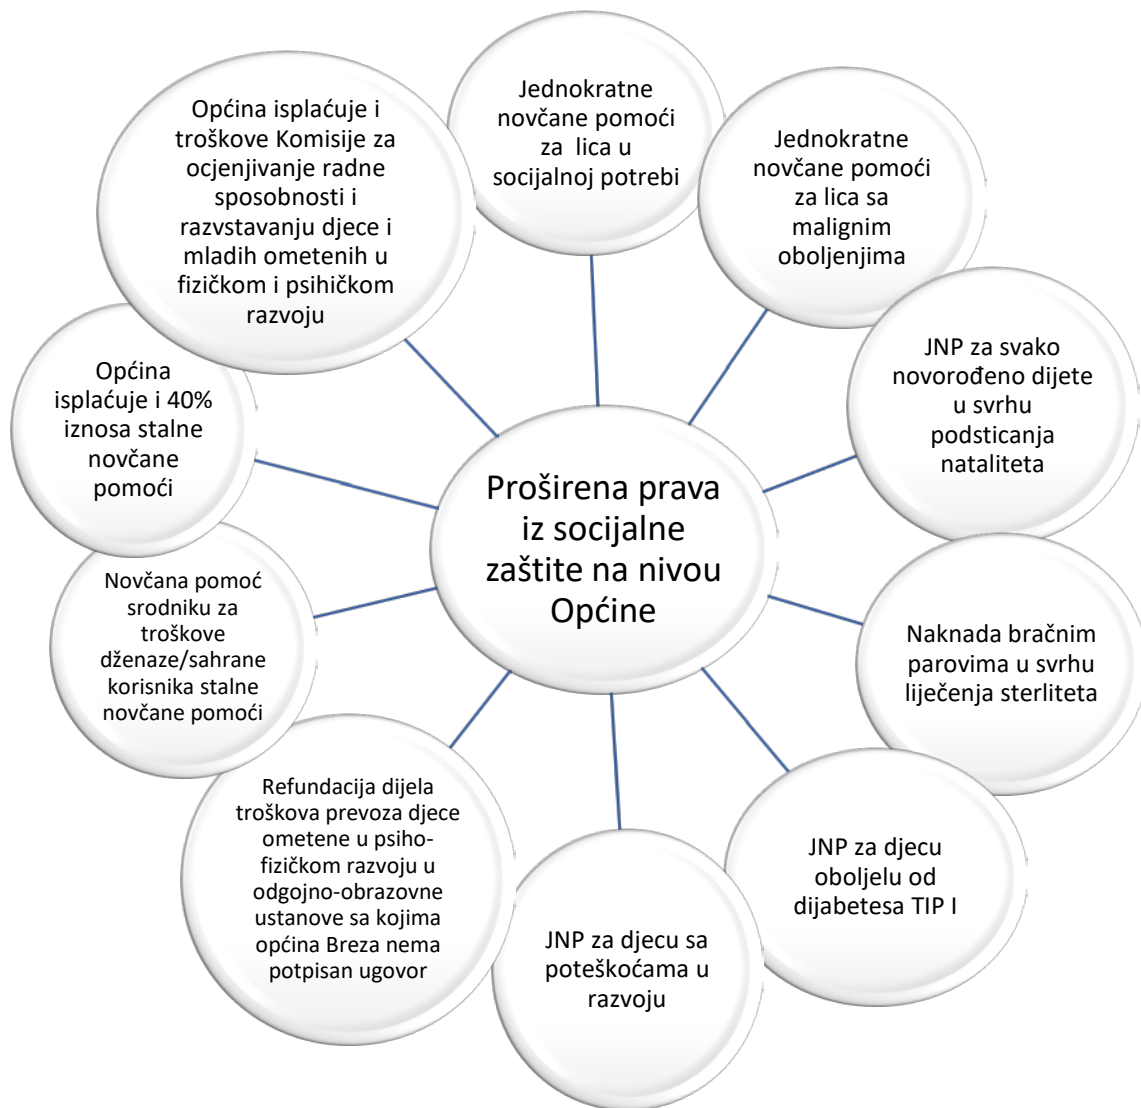 Jednokratne
novčane pomoći
za lica u
socijalnoj potrebi
Jednokratne
novčane pomoći
za lica sa
malignim
oboljenjima
JNP za svako
novorođeno dijete
u svrhu
podsticanja
nataliteta
Naknada bračnim
parovima u svrhu
liječenja sterliteta
JNP za djecu
oboljelu od
dijabetesa TIP I
JNP za djecu sa
poteškoćama u
razvoju
Refundacija dijela
troškova prevoza djece
ometene u psiho-
fizičkom razvoju u
odgojno-obrazovne
ustanove sa kojima
općina Breza nema
potpisan ugovor
Novčana pomoć
srodniku za
troškove
dženaze/sahrane
korisnika stalne
novčane pomoći
Općina
isplaćuje i 40%
iznosa stalne
novčane
pomoći
Općina isplaćuje i
troškove Komisije za
ocjenjivanje radne
sposobnosti i
razvstavanju djece i
mladih ometenih u
fizičkom i psihičkom
razvoju
Proširena prava
iz socijalne
zaštite na nivou
Općine